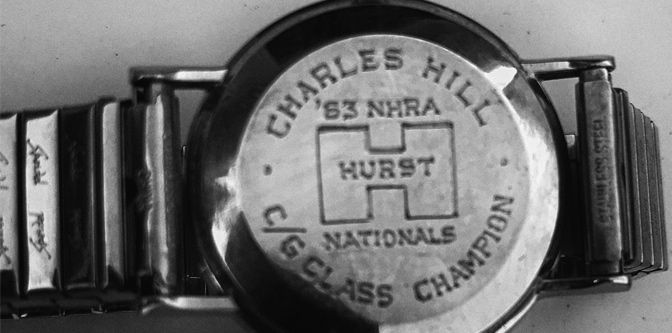 CHARLES HILL
'63 NHRA
HURST
NATIONALS
C/G CLASS CHAMPION
STAINLESS STEEL